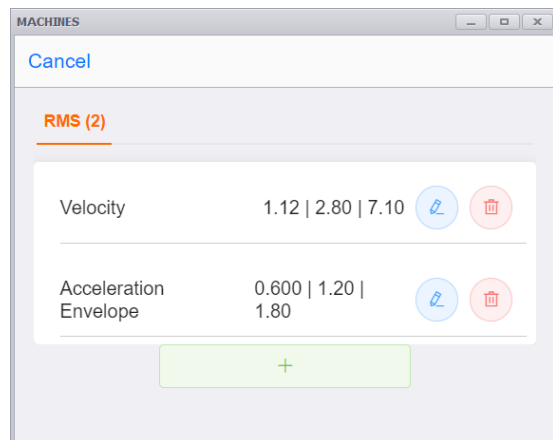 MACHINES
Cancel
RMS (2)
Velocity
1.12 | 2.80 | 7.10
Acceleration
Envelope
0.600 | 1.20 |
1.80
+